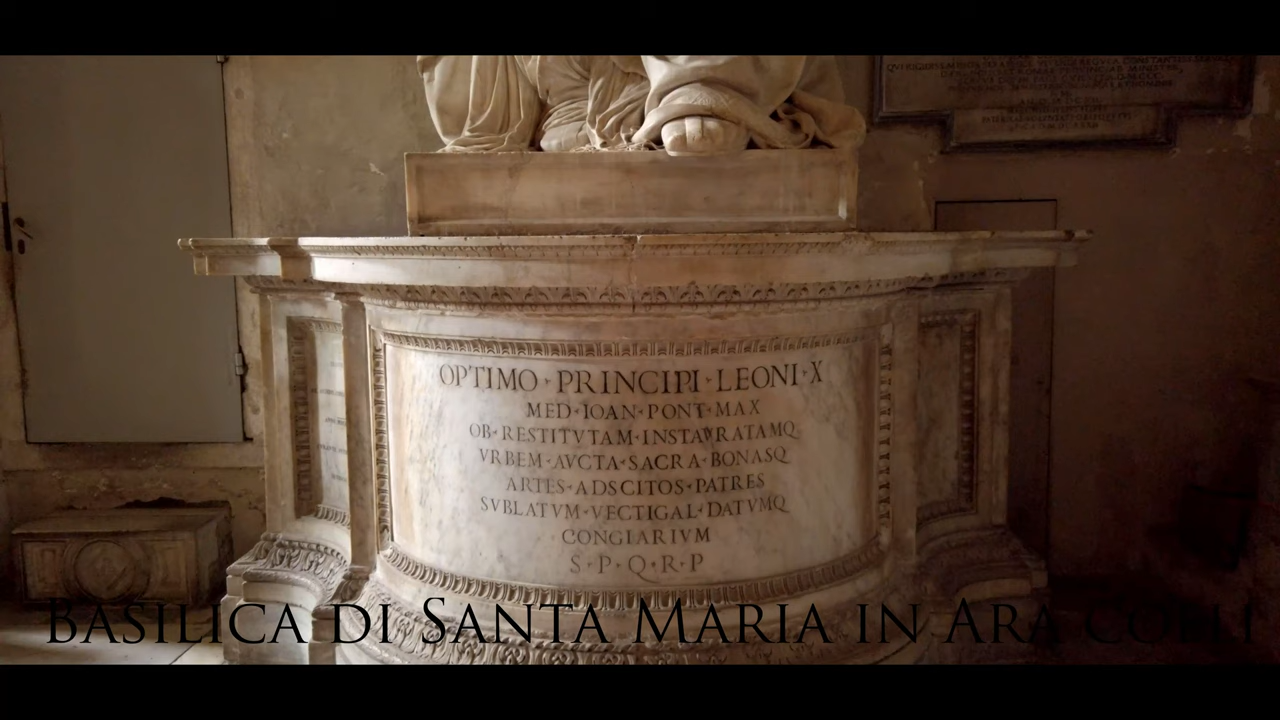 OPTIMO · PRINCIPI · LEONI · X
MED · IOAN · PONT · MAX
OB · RESTITVTAM · INSTAVRATAMQ
VRBEM · AVCTA · SACRA · BONASQ
ARTES · ADSCITOS · PATRES
SVBLATVM · VECTIGAL · DATVMQ
CONGIARIVM
S · P · Q · R · P
Basilica di Santa Maria in Ara coeli